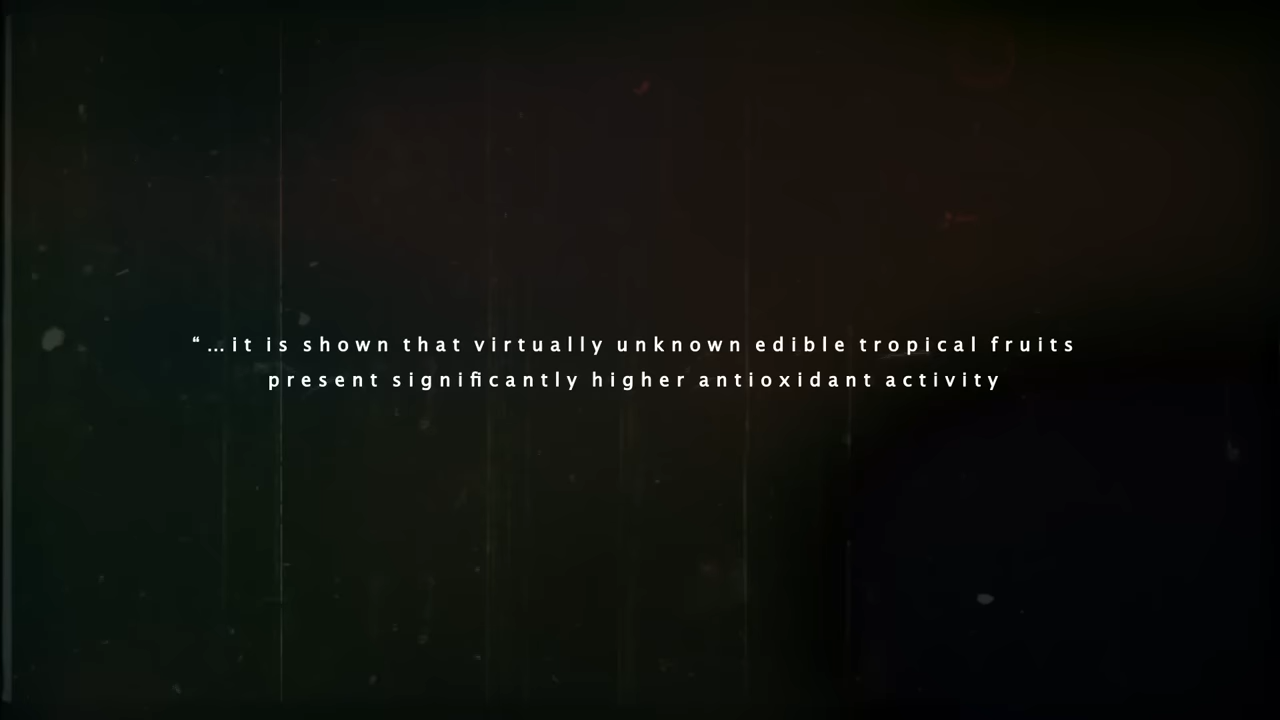 “...it is shown that virtually unknown edible tropical fruits
present significantly higher antioxidant activity